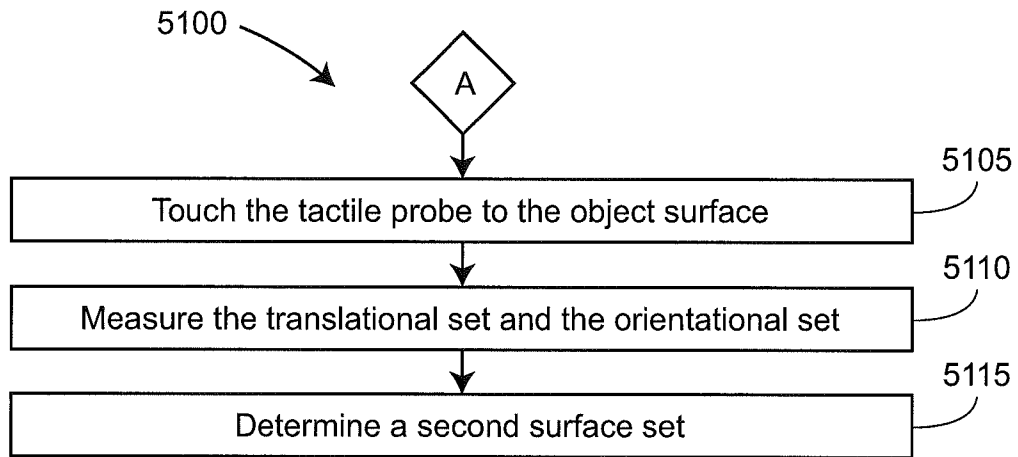 5100
A
5105
Touch the tactile probe to the object surface
5110
Measure the translational set and the orientational set
5115
Determine a second surface set